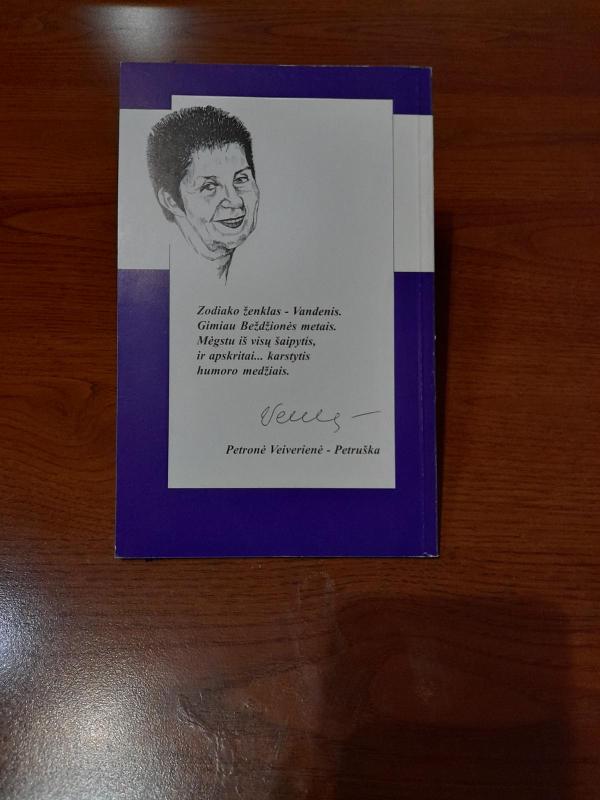 Zodiako ženklas - Vandenis.
Gimiau Beždžionės metais.
Mėgstu iš visų šaipytis,
ir apskritai... karstytis
humoro medžiais.
Petronė Veiverienė - Petruška